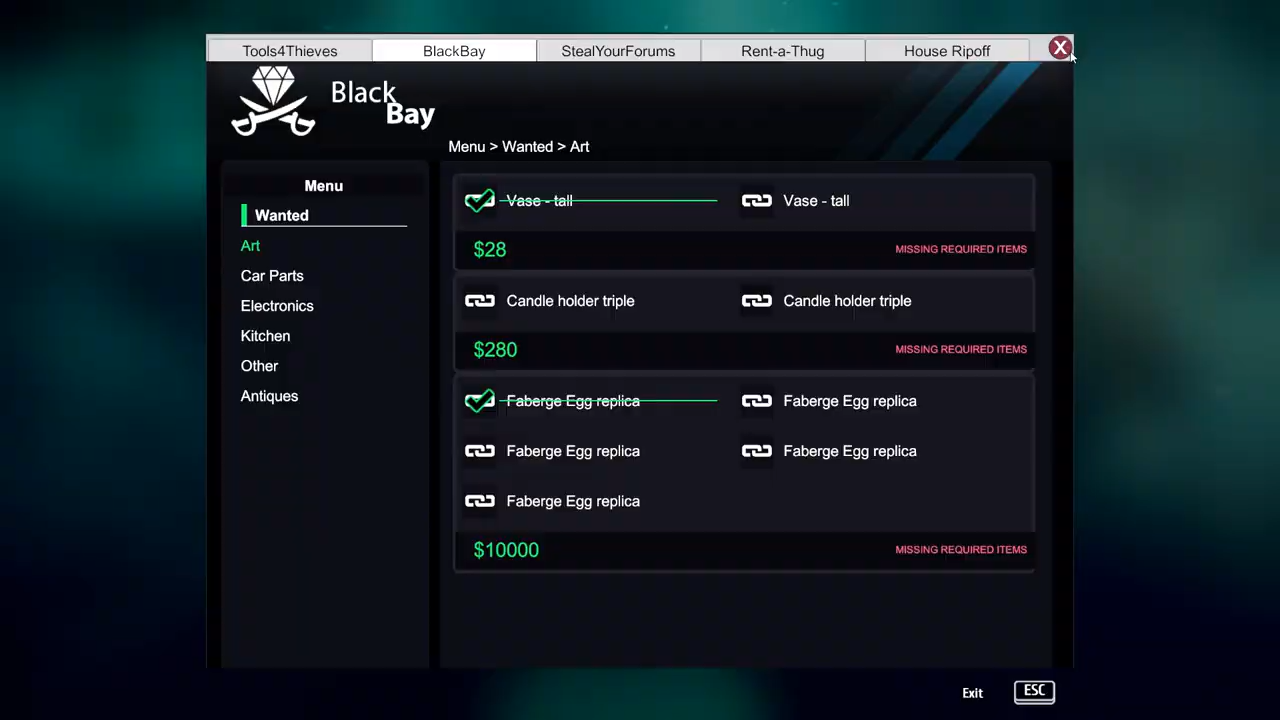 Tools4Thieves BlackBay StealYourForums Rent-a-Thug House Ripoff X
Black
Bay
Menu > Wanted > Art
Menu
Wanted
Art
Car Parts
Electronics
Kitchen
Other
Antiques
Vase - tall Vase - tall
$28 MISSING REQUIRED ITEMS
Candle holder triple Candle holder triple
$280 MISSING REQUIRED ITEMS
Faberge Egg replica Faberge Egg replica
Faberge Egg replica Faberge Egg replica
Faberge Egg replica
$10000 MISSING REQUIRED ITEMS
Exit ESC